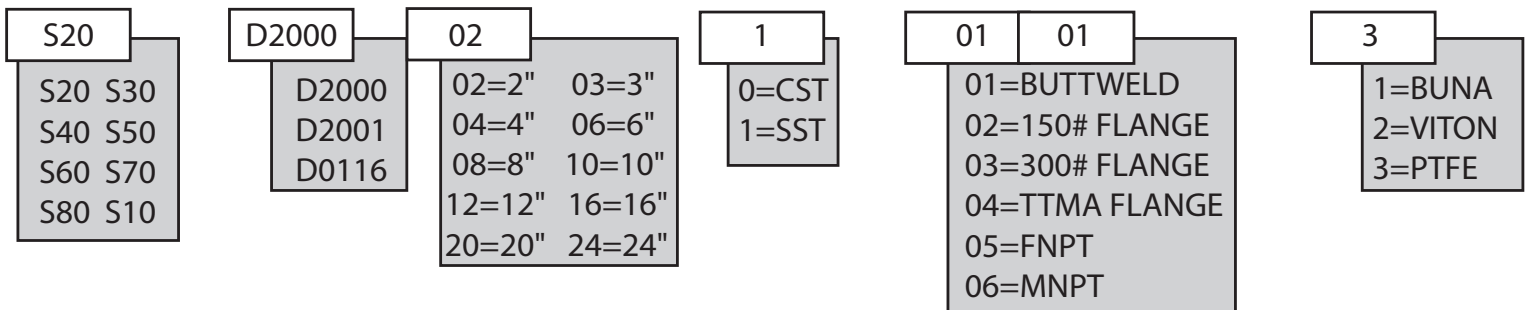 S20 D2000 02 1 01 01 3
S20 S30
S40 S50
S60 S70
S80 S10
D2000
D2001
D0116
02=2" 03=3"
04=4" 06=6"
08=8" 10=10"
12=12" 16=16"
20=20" 24=24"
0=CST
1=SST
01=BUTTWELD
02=150# FLANGE
03=300# FLANGE
04=TTMA FLANGE
05=FNPT
06=MNPT
1=BUNA
2=VITON
3=PTFE